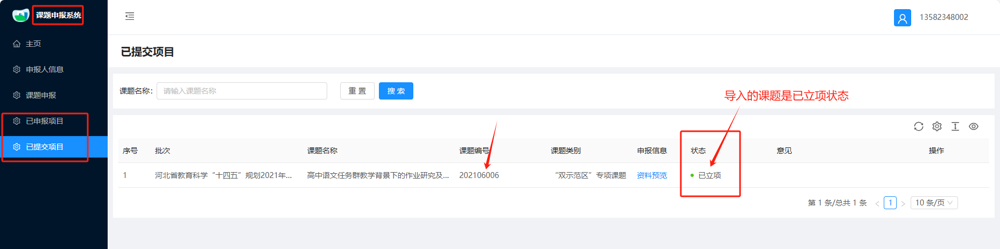 课题申报系统
13582348002
主页
申报人信息
课题申报
已申报项目
已提交项目
已提交项目
课题名称: 请输入课题名称 重 置 搜 索
导入的课题是已立项状态
序号 批次 课题名称 课题编号 课题类别 申报信息 状态 意见 操作
1 河北省教育科学“十四五”规划2021年... 高中语文任务群教学背景下的作业研究及... 202106006 “双示范区”专项课题 资料预览 已立项
第 1 条/总共 1 条 < 1 > 10 条/页